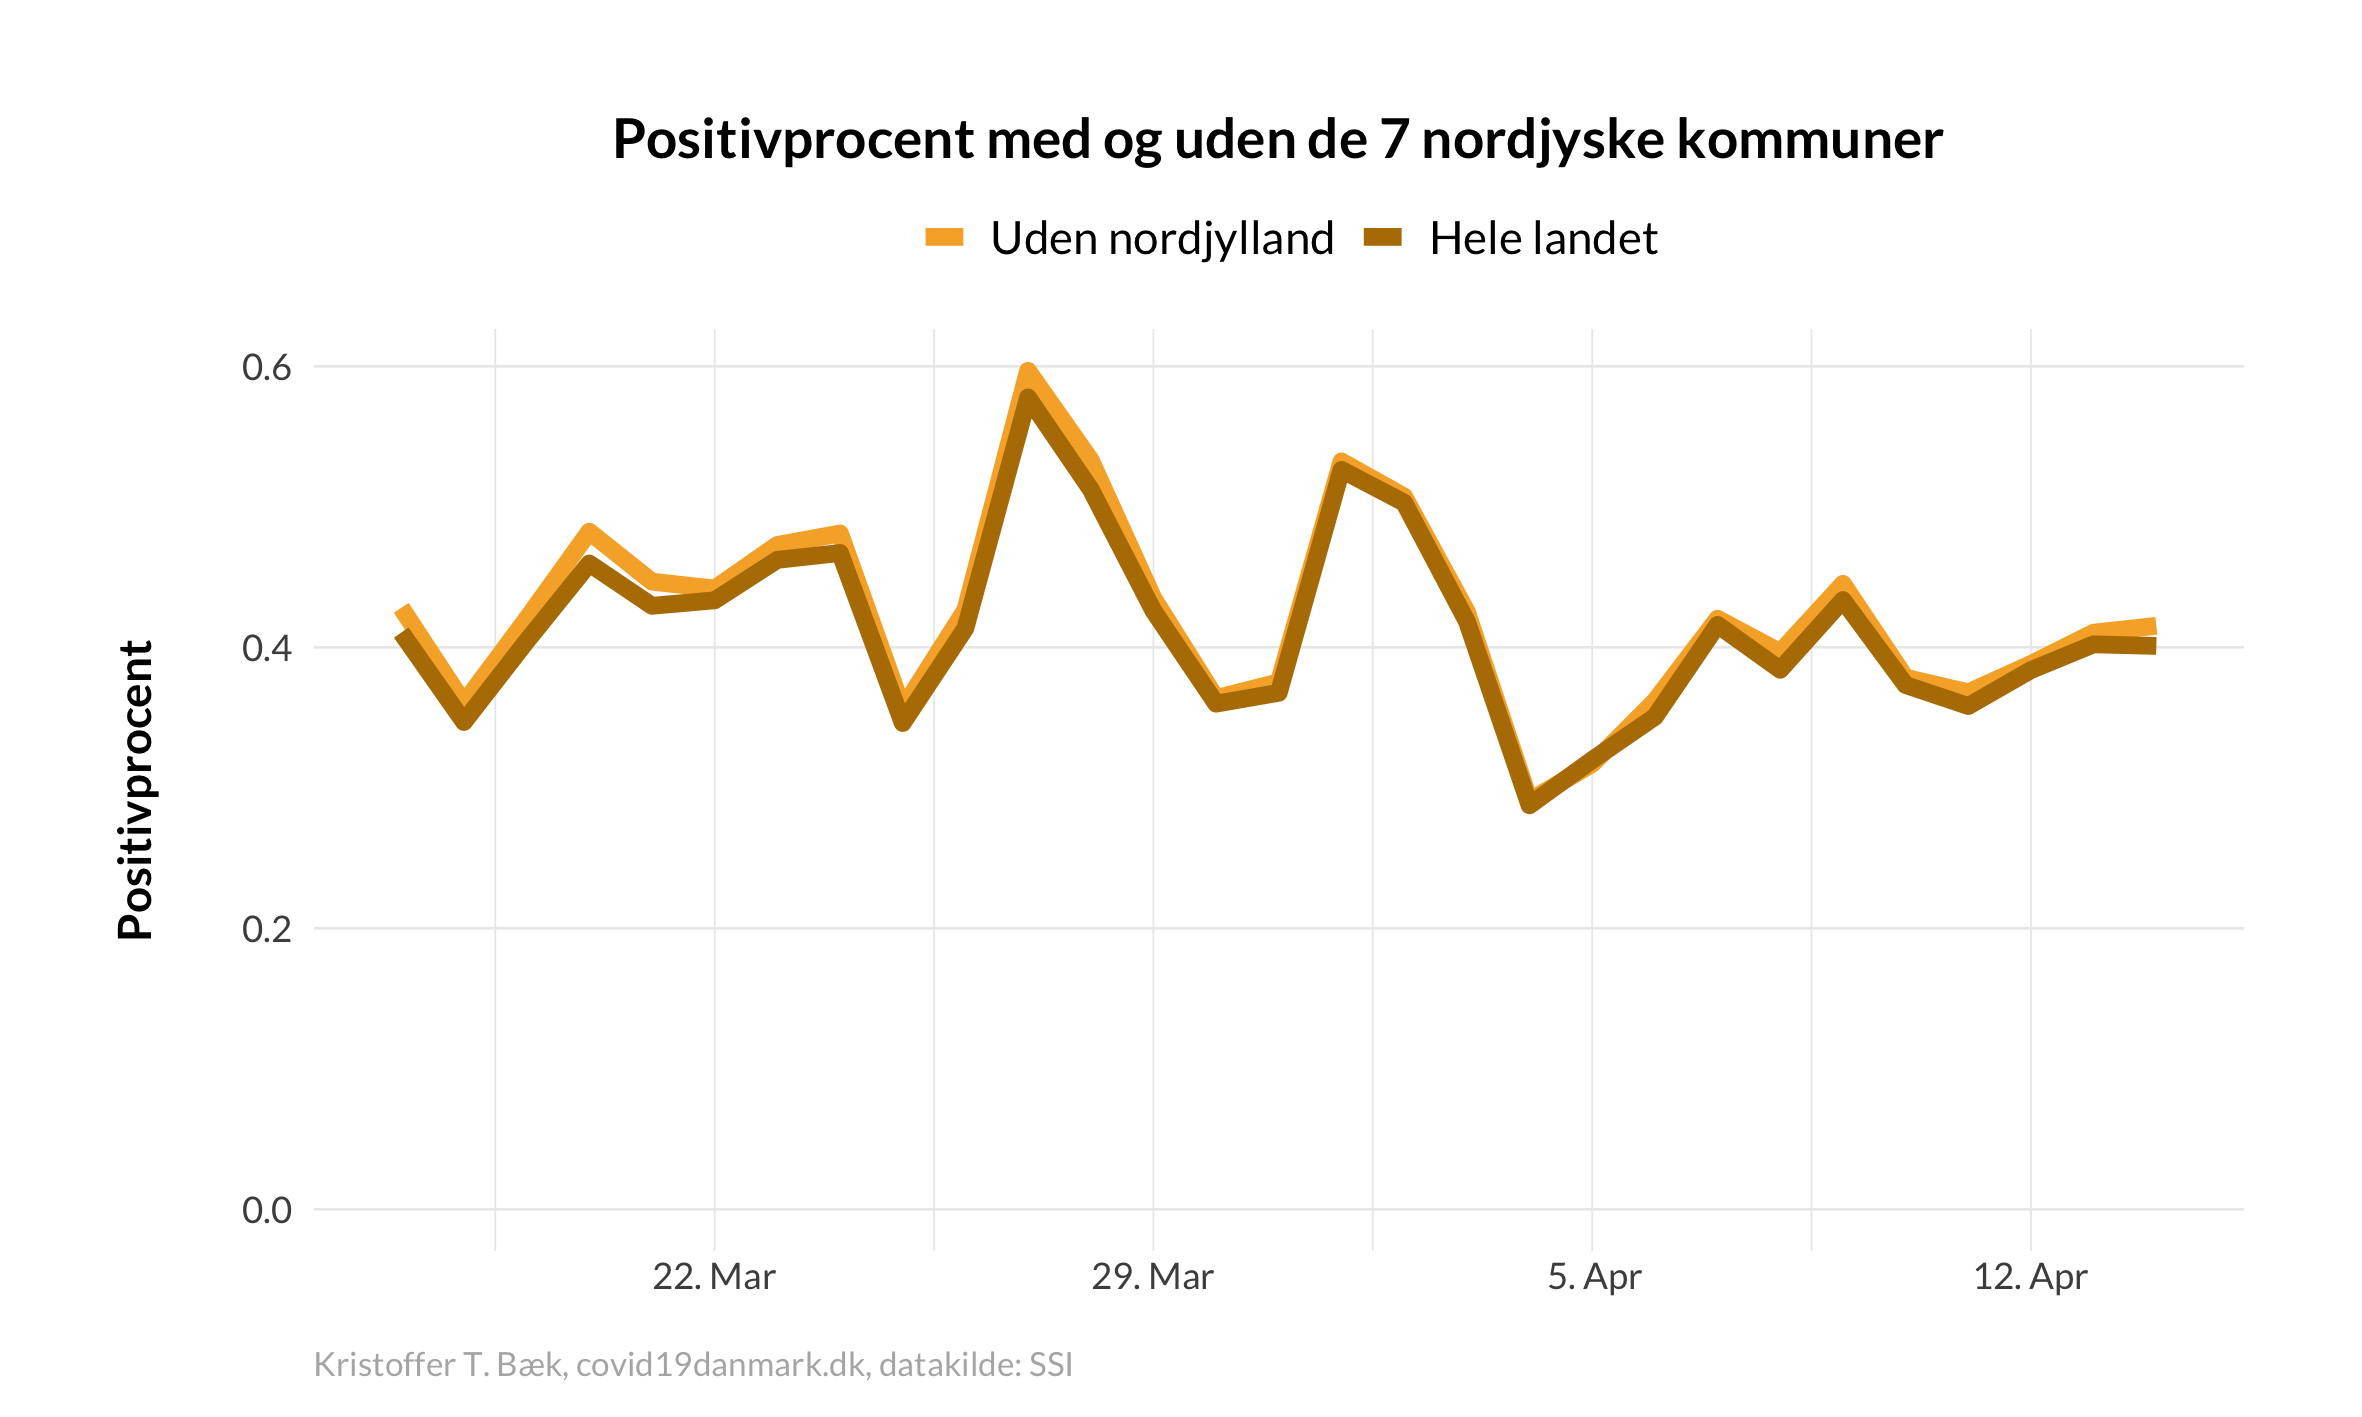 Positivprocent med og uden de 7 nordjyske kommuner
Uden nordjylland Hele landet
0.6
0.4
0.2
0.0
Positivprocent
22. Mar 29. Mar 5. Apr 12. Apr
Kristoffer T. Bæk, covid19danmark.dk, datakilde: SSI